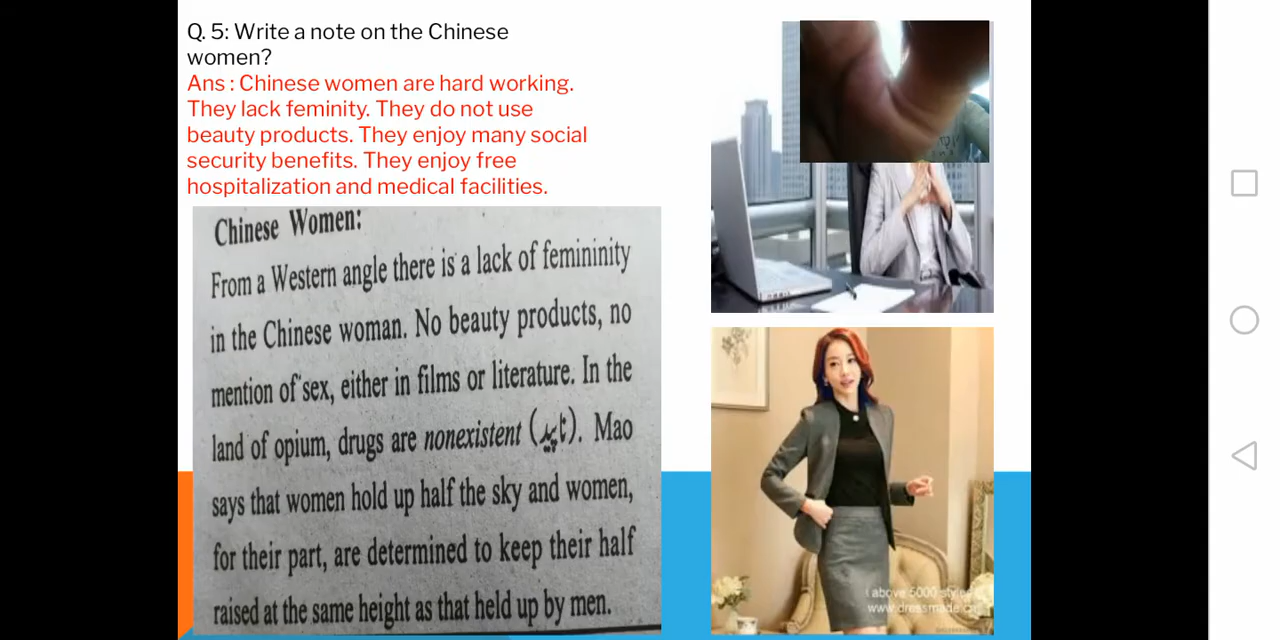 Q. 5: Write a note on the Chinese
women?
Ans : Chinese women are hard working.
They lack feminity. They do not use
beauty products. They enjoy many social
security benefits. They enjoy free
hospitalization and medical facilities.
Chinese Women:
From a Western angle there is a lack of femininity
in the Chinese woman. No beauty products, no
mention of sex, either in films or literature. In the
land of opium, drugs are nonexistent (ناپید). Mao
says that women hold up half the sky and women,
for their part, are determined to keep their half
raised at the same height as that held up by men.
above 5000 style
www.dressmade.cn